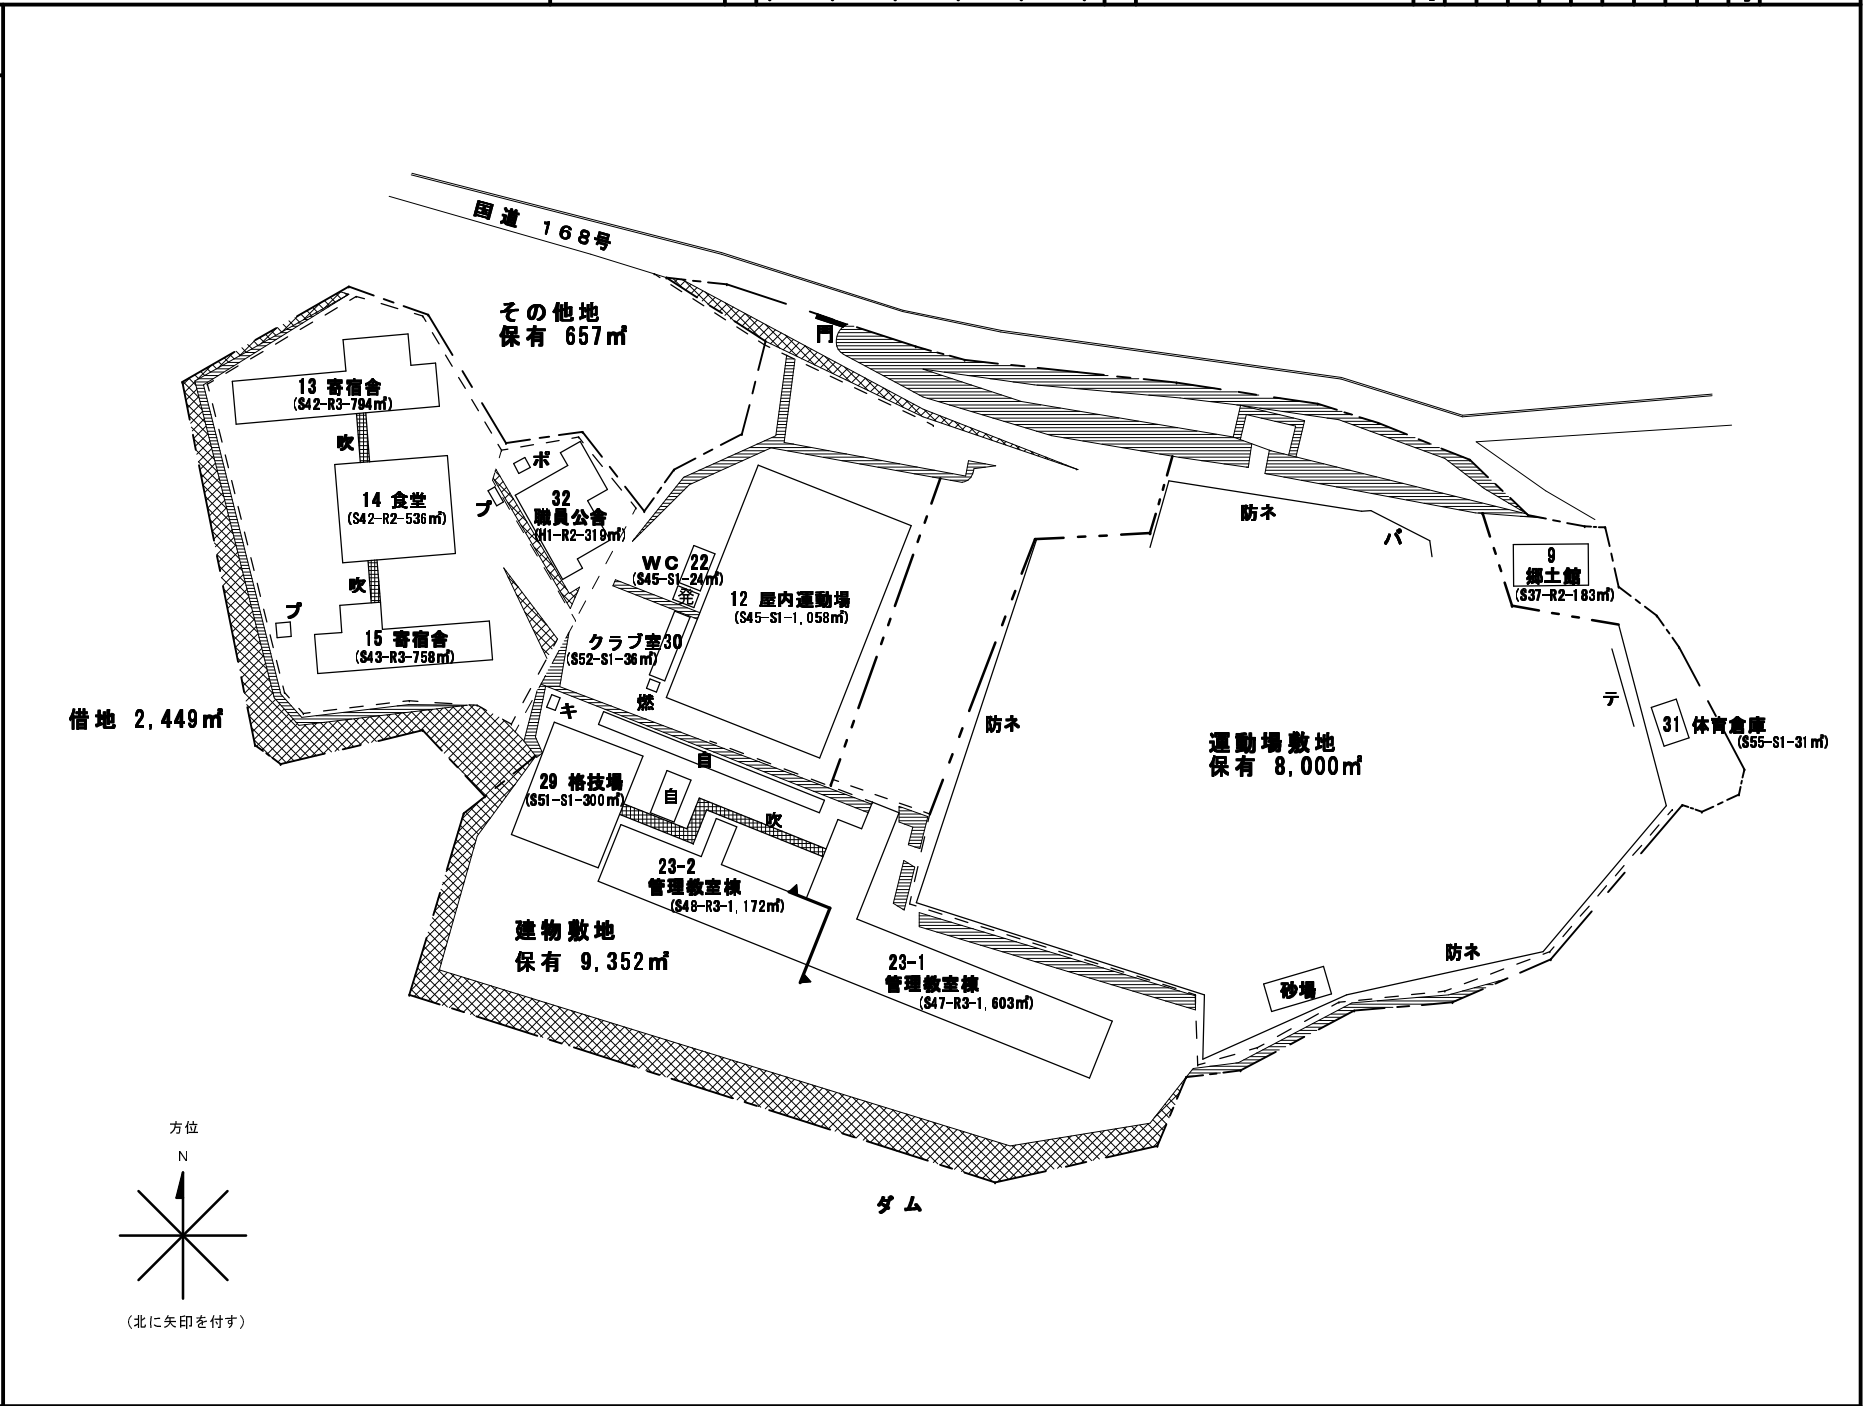 国道 168号
その他地
保有 657㎡
門
13 寄宿舎
(S42-R3-794㎡)
吹
ポ
14 食堂
(S42-R2-536㎡)
プ
32
職員公舎
(H1-R2-319㎡)
防ネ
パ
9
郷土館
(S37-R2-183㎡)
WC 22
(S45-S1-24㎡)
発
吹
12 屋内運動場
(S45-S1-1,058㎡)
プ
15 寄宿舎
(S43-R3-758㎡)
クラブ室30
(S52-S1-36㎡)
燃
キ
借地 2,449㎡
防ネ
テ
31 体育倉庫
(S55-S1-31㎡)
運動場敷地
保有 8,000㎡
自
29 格技場
(S51-S1-300㎡)
自
吹
23-2
管理教室棟
(S48-R3-1,172㎡)
建物敷地
保有 9,352㎡
23-1
管理教室棟
(S47-R3-1,603㎡)
防ネ
砂場
ダム
方位
N
(北に矢印を付す)